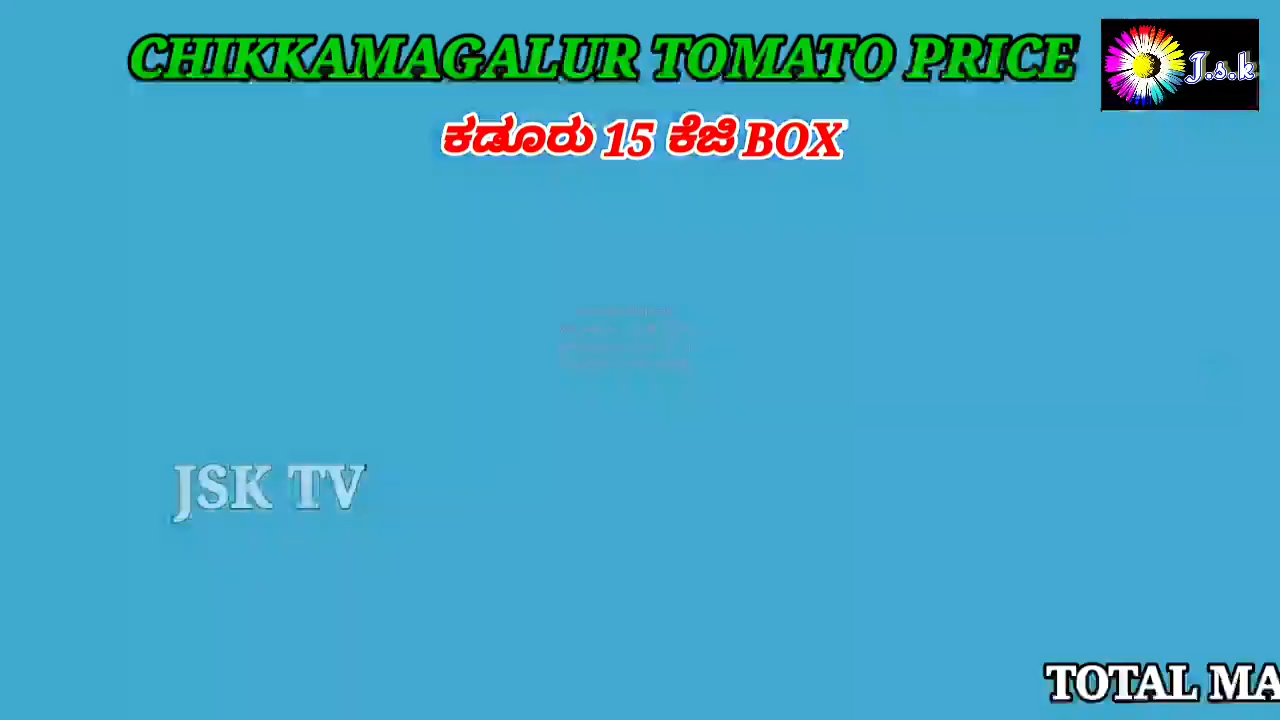 CHIKKAMAGALUR TOMATO PRICE
J.s.k
ಕಡೂರು 15 ಕೆಜಿ BOX
JSK TV
TOTAL MA